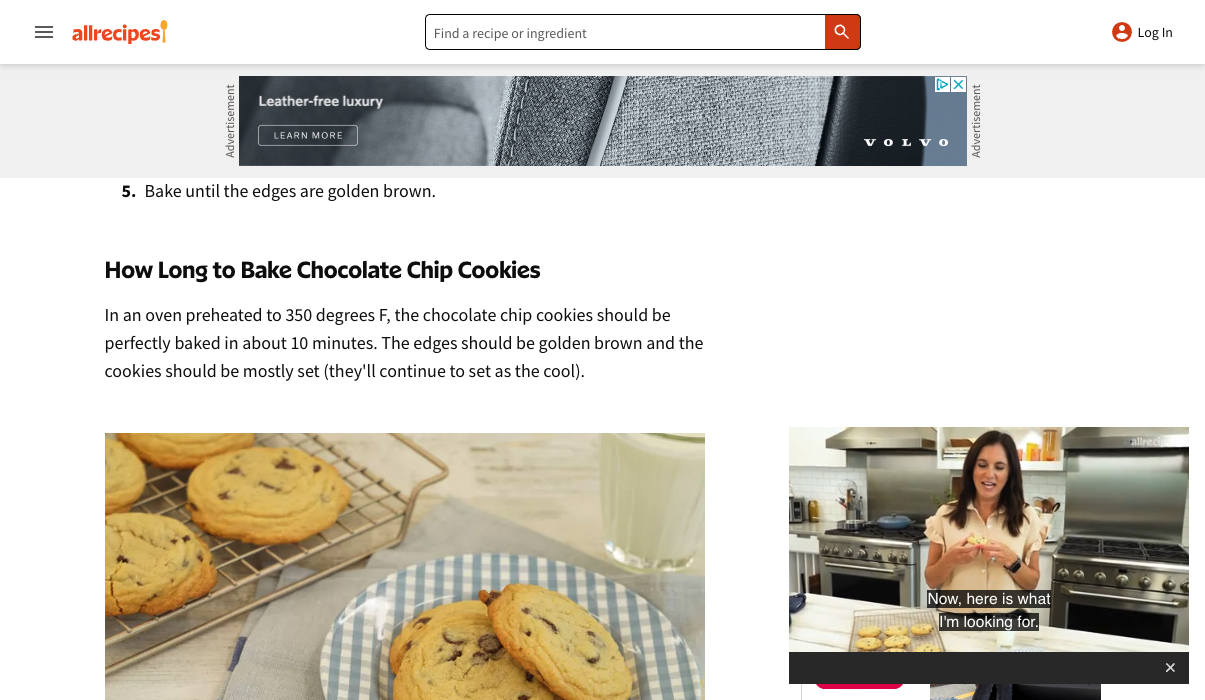 allrecipes
Find a recipe or ingredient
Log In
Advertisement
Leather-free luxury
LEARN MORE
VOLVO
Advertisement
5. Bake until the edges are golden brown.
How Long to Bake Chocolate Chip Cookies
In an oven preheated to 350 degrees F, the chocolate chip cookies should be
perfectly baked in about 10 minutes. The edges should be golden brown and the
cookies should be mostly set (they'll continue to set as the cool).
allrecipes
Now, here is what
I'm looking for.